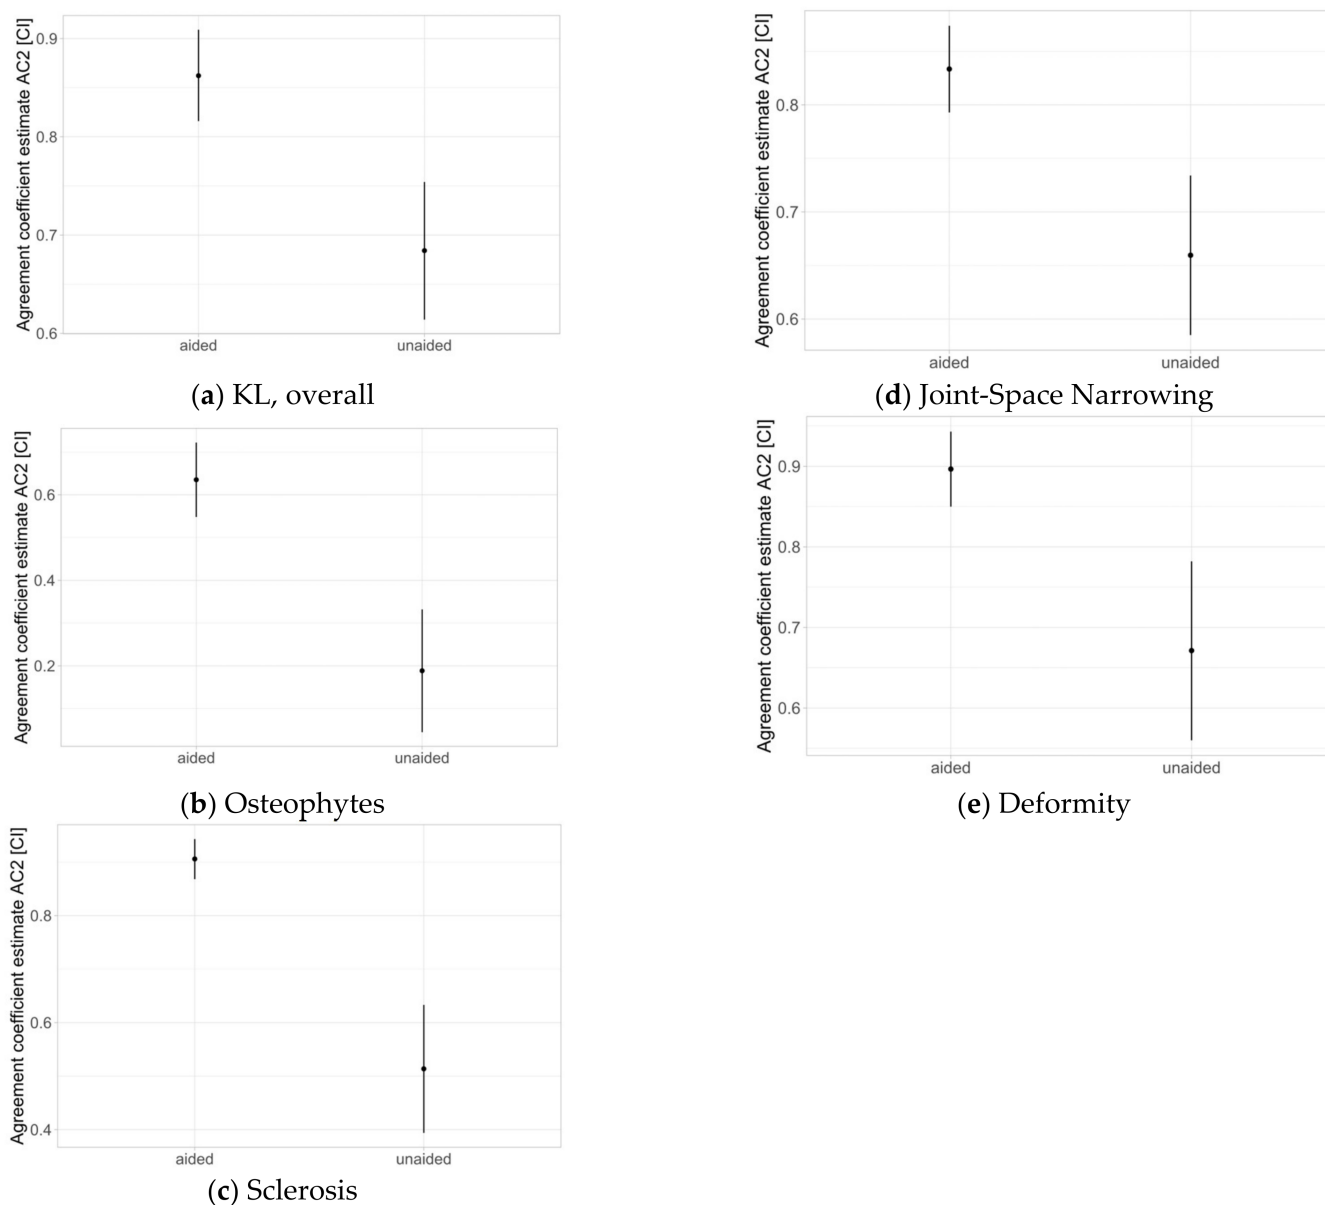 Agreement coefficient estimate AC2 [CI]
0.9
0.8
0.7
0.6
aided unaided
(a) KL, overall
Agreement coefficient estimate AC2 [CI]
0.8
0.7
0.6
aided unaided
(d) Joint-Space Narrowing
Agreement coefficient estimate AC2 [CI]
0.6
0.4
0.2
aided unaided
(b) Osteophytes
Agreement coefficient estimate AC2 [CI]
0.9
0.8
0.7
0.6
aided unaided
(e) Deformity
Agreement coefficient estimate AC2 [CI]
0.8
0.6
0.4
aided unaided
(c) Sclerosis